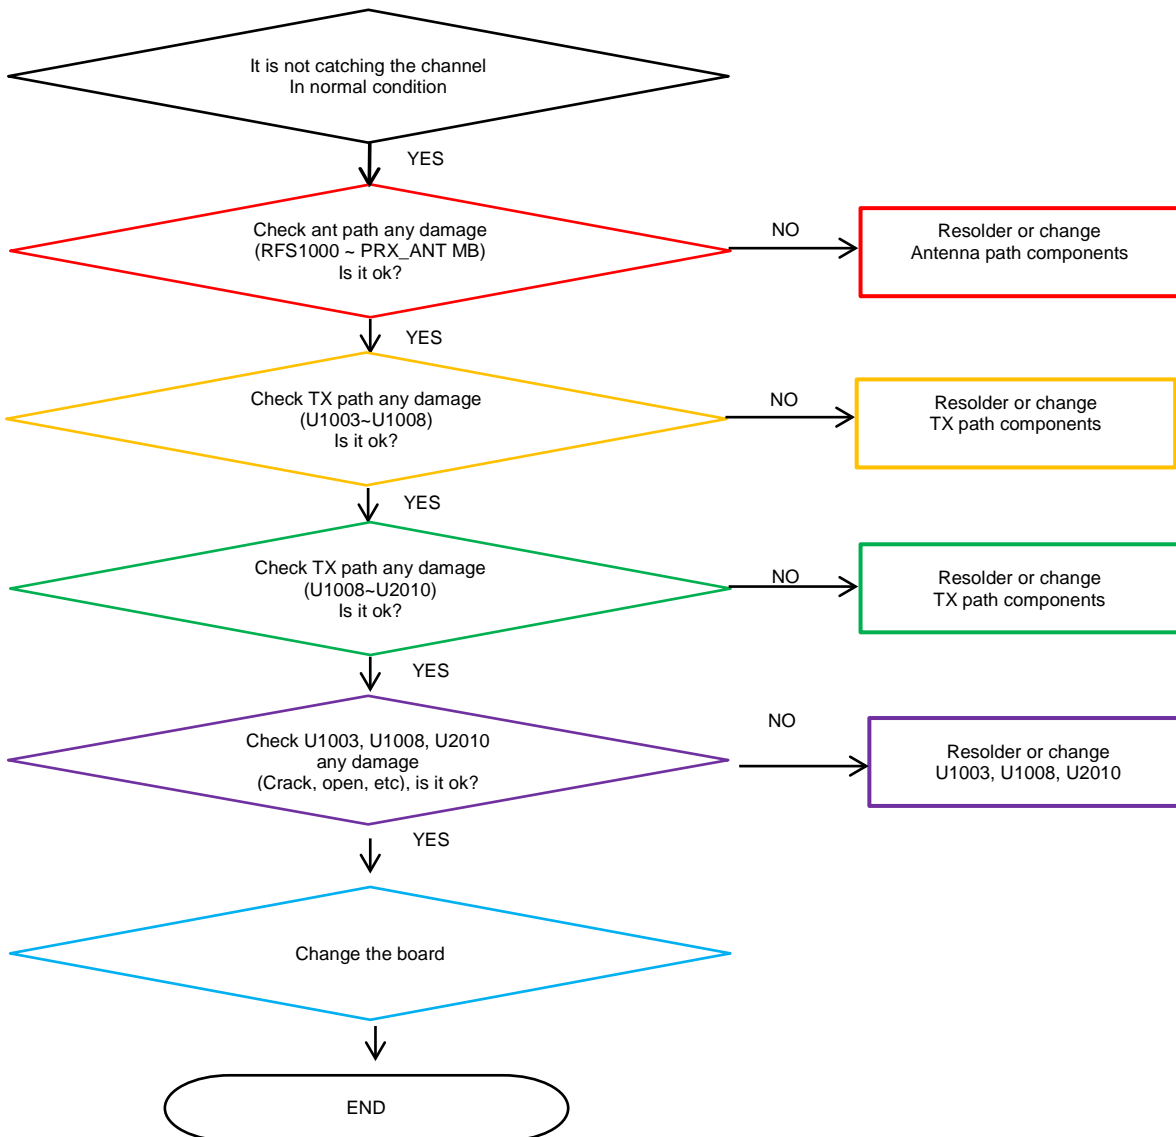 It is not catching the channel
In normal condition
YES
Check ant path any damage
(RFS1000 ~ PRX_ANT MB)
Is it ok?
NO
Resolder or change
Antenna path components
YES
Check TX path any damage
(U1003~U1008)
Is it ok?
NO
Resolder or change
TX path components
YES
Check TX path any damage
(U1008~U2010)
Is it ok?
NO
Resolder or change
TX path components
YES
Check U1003, U1008, U2010
any damage
(Crack, open, etc), is it ok?
NO
Resolder or change
U1003, U1008, U2010
YES
Change the board
END